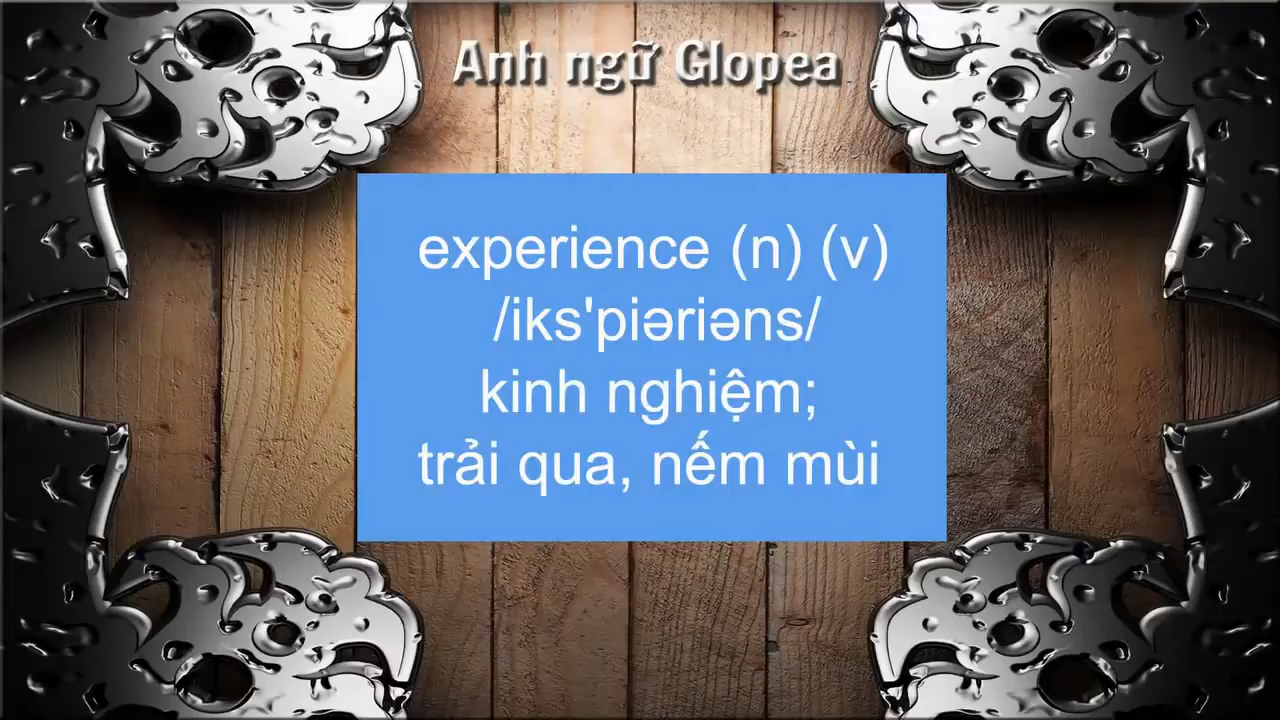 Anh ngữ Glopea
experience (n) (v)
/iks'piəriəns/
kinh nghiệm;
trải qua, nếm mùi